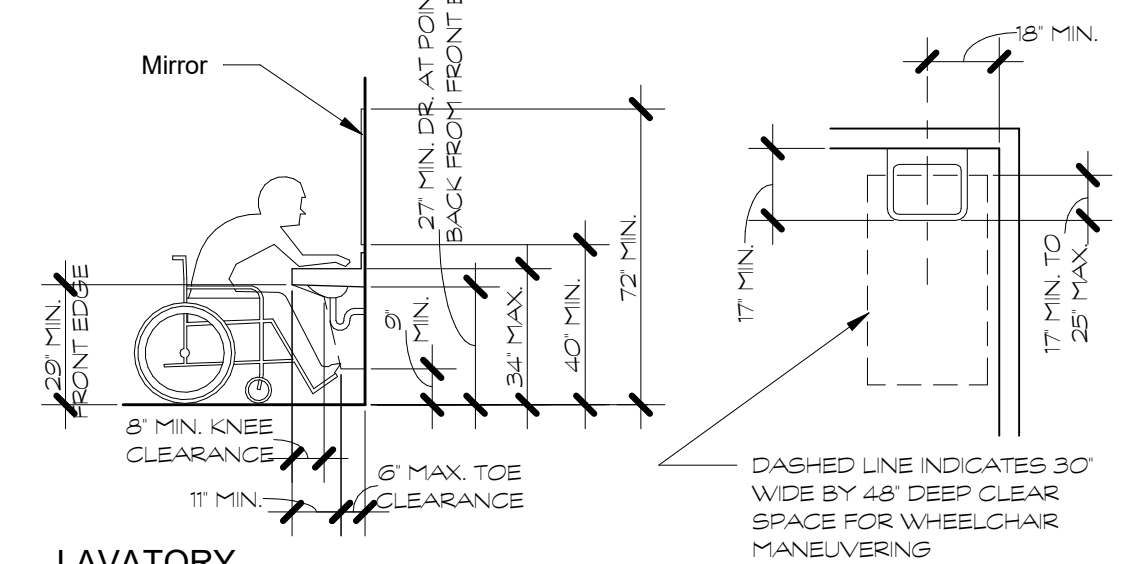 Mirror
27" MIN. DR. AT POIN
BACK FROM FRONT E
18" MIN.
29" MIN.
FRONT EDGE
9"
MIN.
34" MAX.
40" MIN.
72" MIN.
17" MIN.
17" MIN. TO
25" MAX.
8" MIN. KNEE
CLEARANCE
11" MIN.
6" MAX. TOE
CLEARANCE
DASHED LINE INDICATES 30"
WIDE BY 48" DEEP CLEAR
SPACE FOR WHEELCHAIR
MANEUVERING
LAVATORY